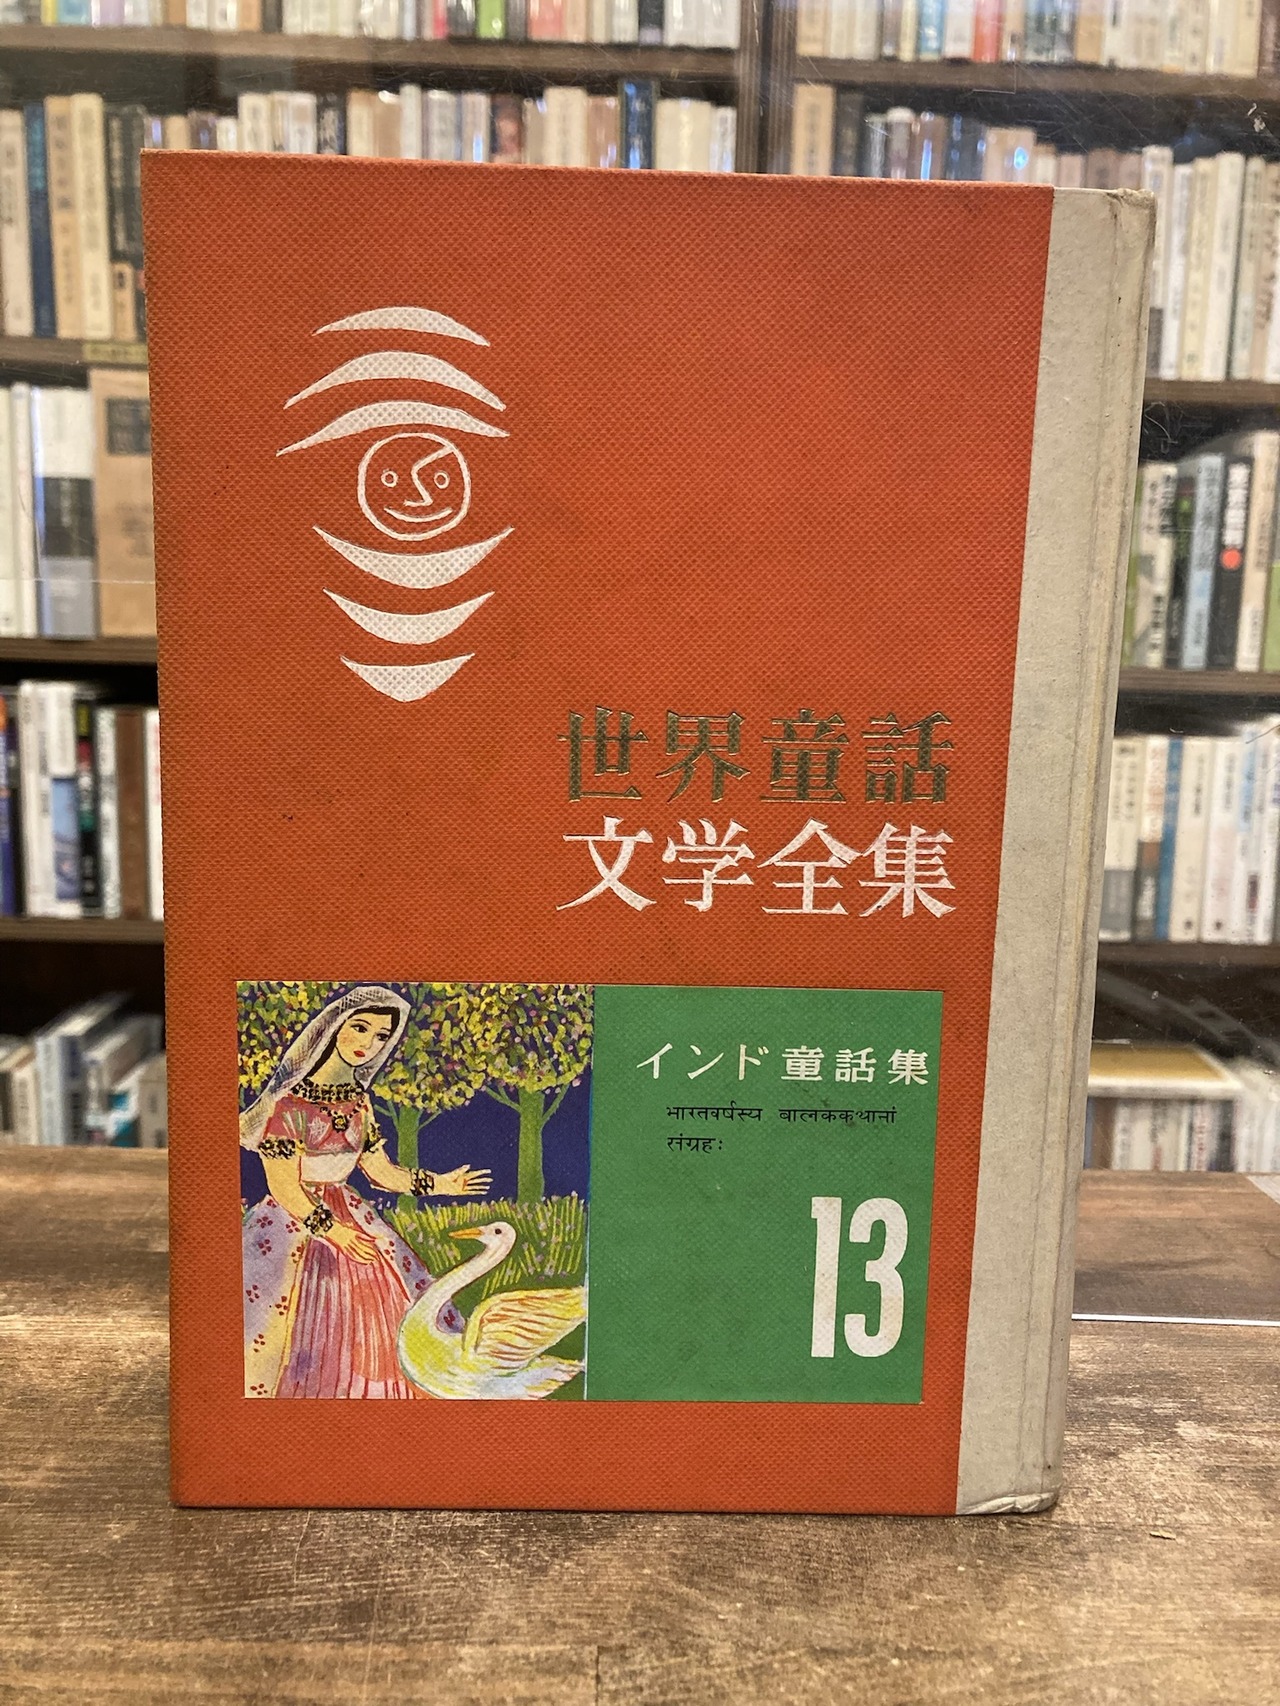 世界童話
文学全集
インド童話集
भारतवर्षस्य बालककथानां
संग्रहः
13